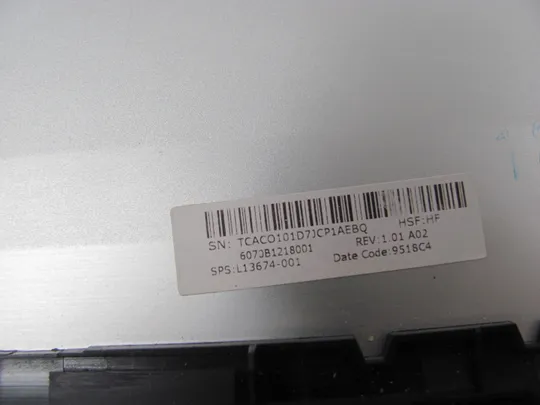 SN: TCACO101D7JCP1AEBQ HSF:HF
6070B1218001 REV:1.01 A02
SPS:L13674-001 Date Code:9518C4